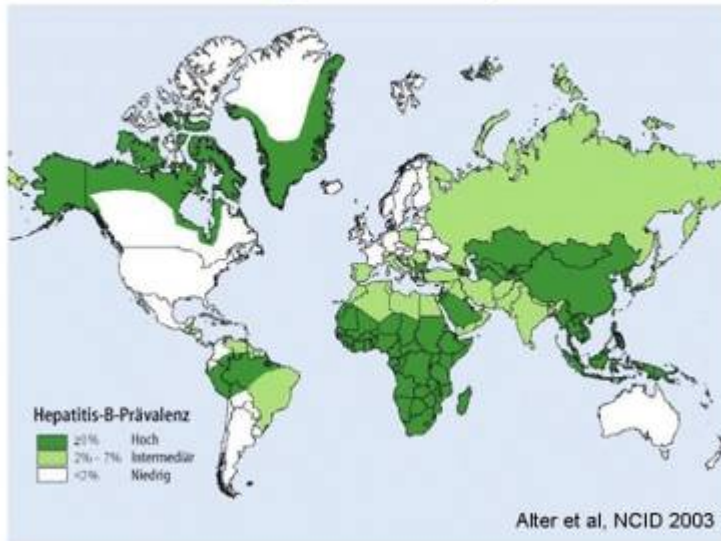 Hepatitis-B-Prävalenz
≥8% Hoch
2% - 7% Intermediär
<2% Niedrig
Alter et al, NCID 2003